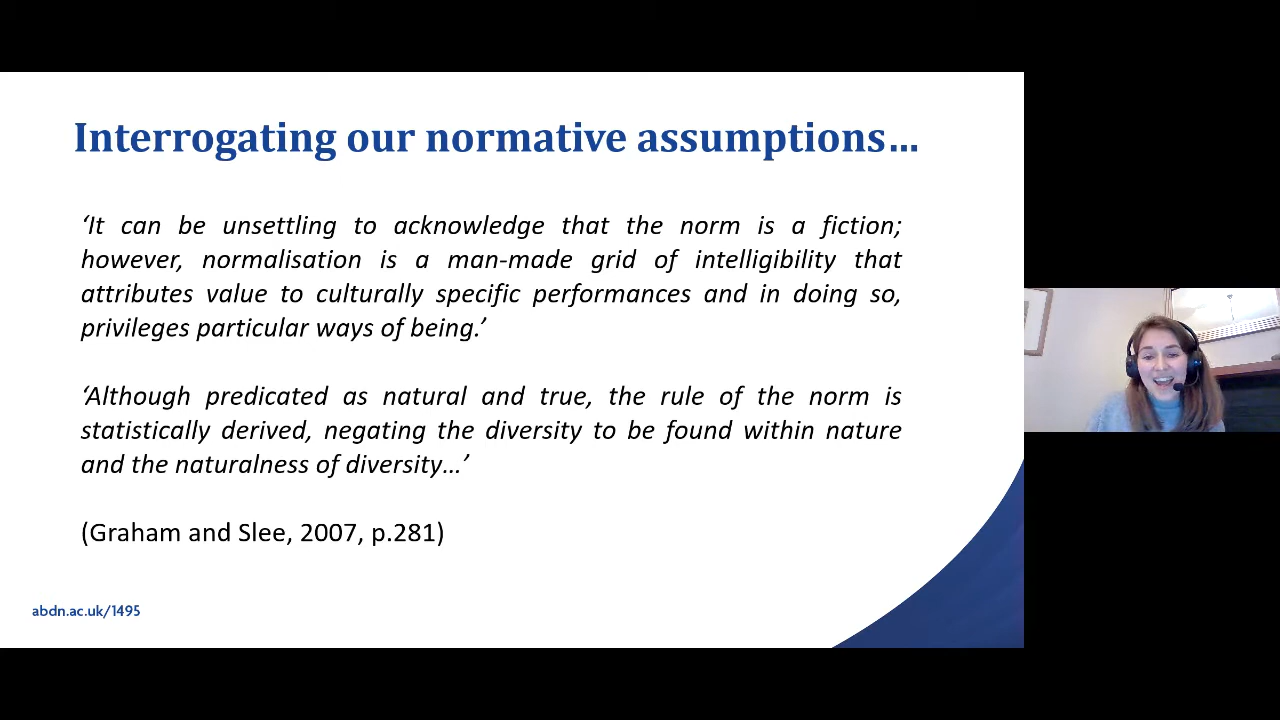 Interrogating our normative assumptions…
‘It can be unsettling to acknowledge that the norm is a fiction;
however, normalisation is a man-made grid of intelligibility that
attributes value to culturally specific performances and in doing so,
privileges particular ways of being.’
‘Although predicated as natural and true, the rule of the norm is
statistically derived, negating the diversity to be found within nature
and the naturalness of diversity…’
(Graham and Slee, 2007, p.281)
abdn.ac.uk/1495